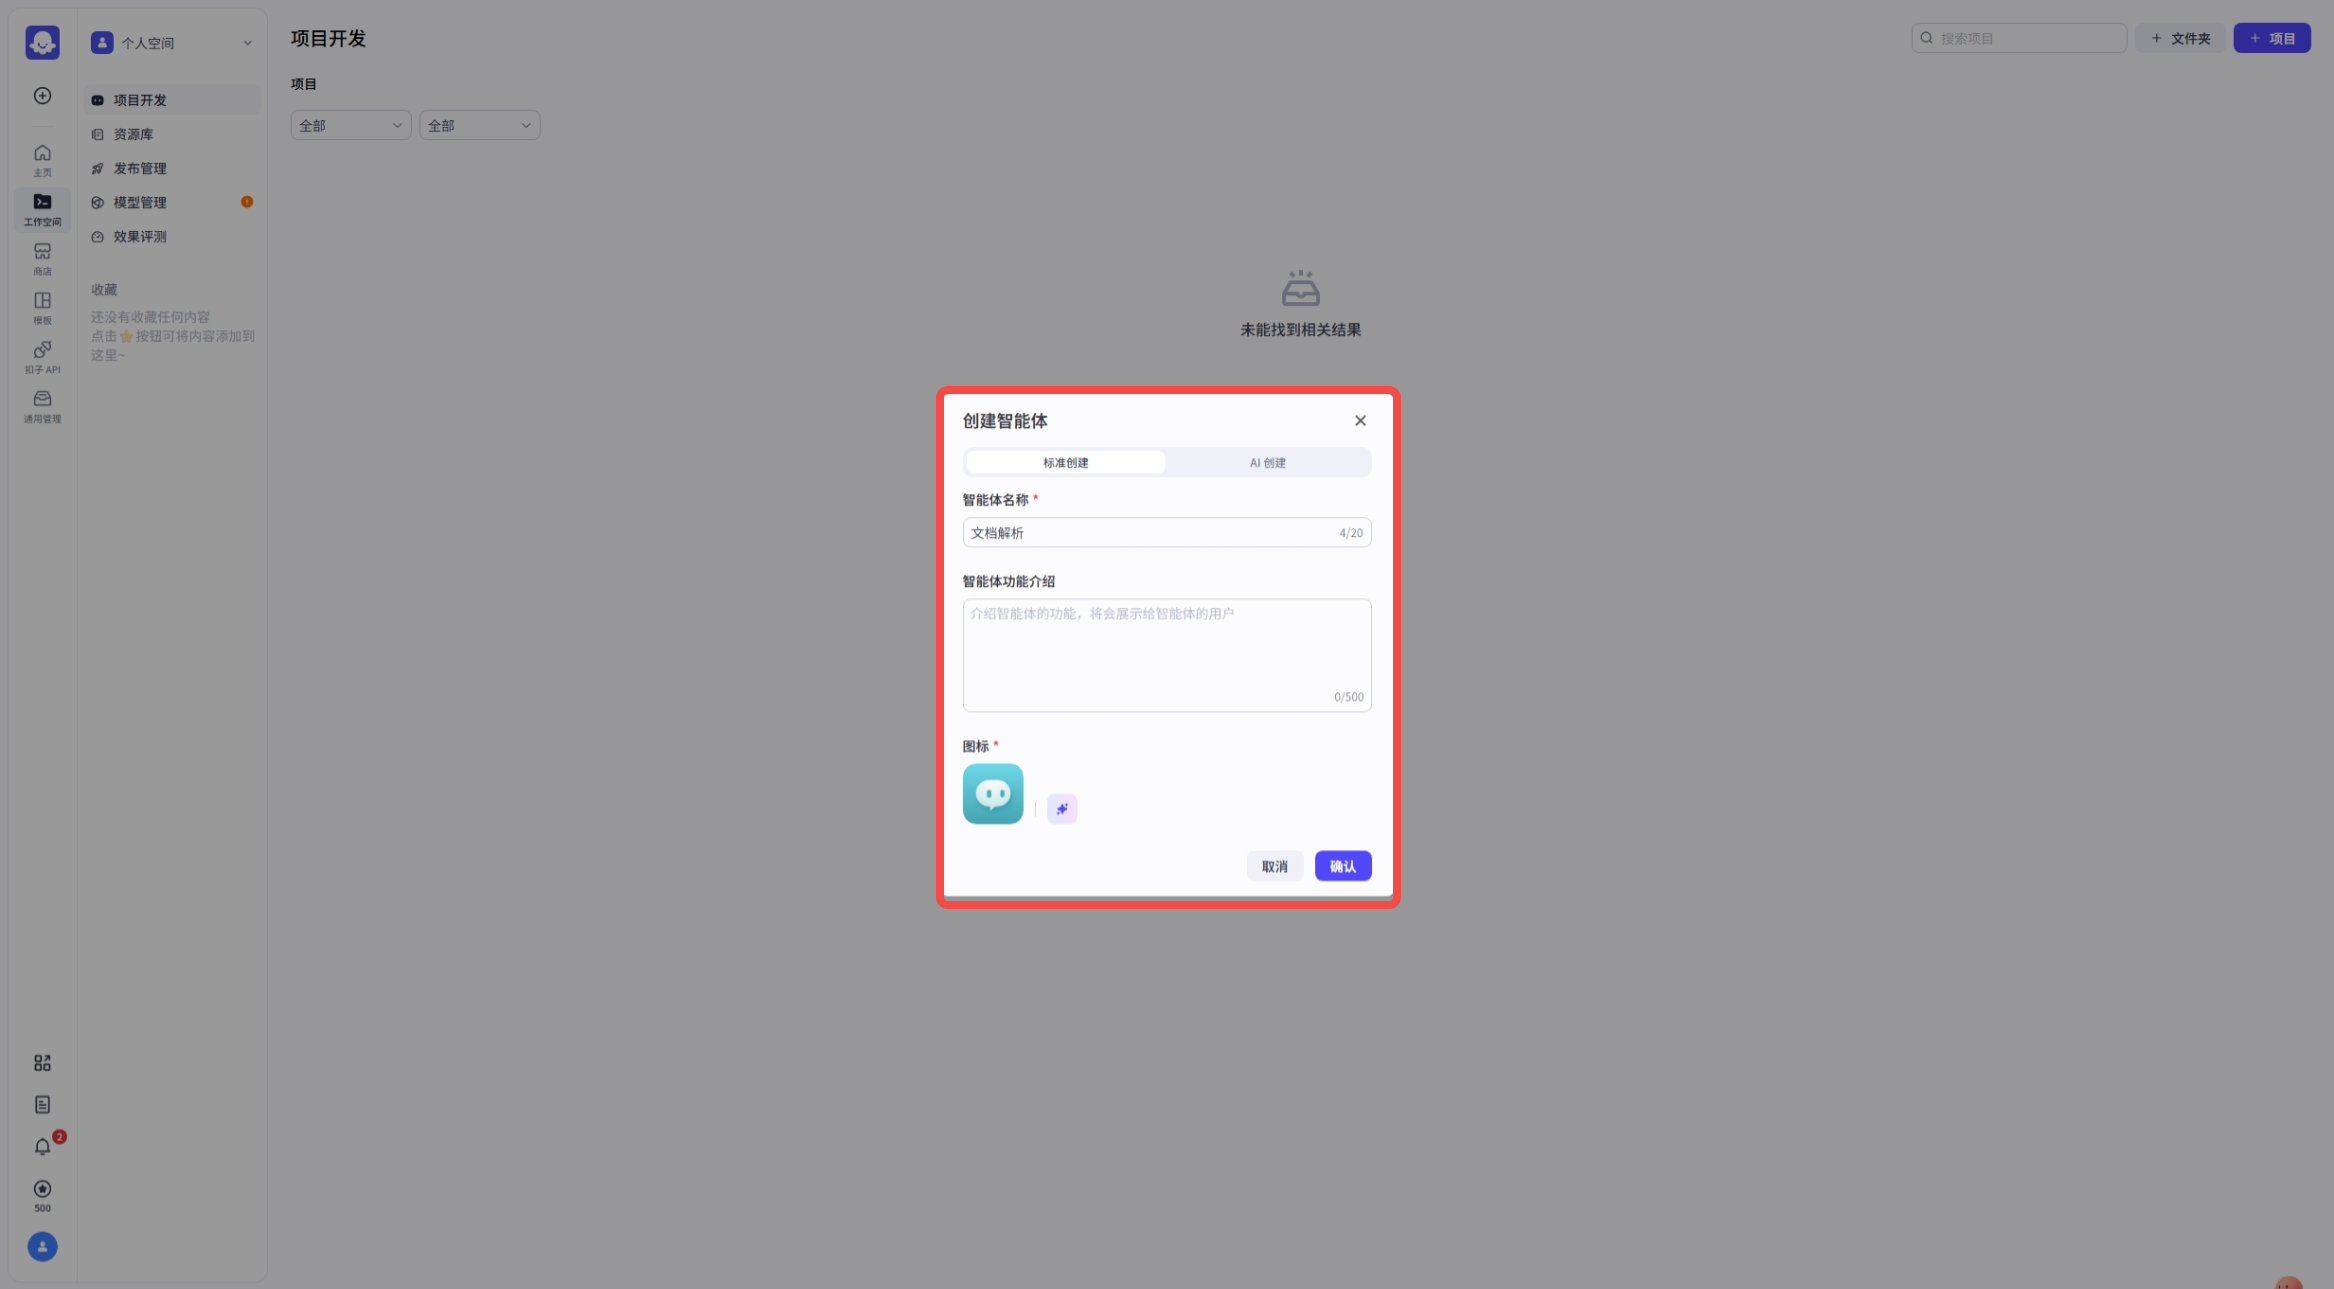 个人空间
项目开发
资源库
发布管理
模型管理
效果评测
收藏
还没有收藏任何内容
点击⭐按钮可将内容添加到
这里~
主页
工作空间
商店
模板
扣子 API
通用管理
2
500
项目开发
搜索项目
文件夹
项目
项目
全部
全部
未能找到相关结果
创建智能体
标准创建
AI 创建
智能体名称 *
文档解析
4/20
智能体功能介绍
介绍智能体的功能，将会展示给智能体的用户
0/500
图标 *
取消
确认